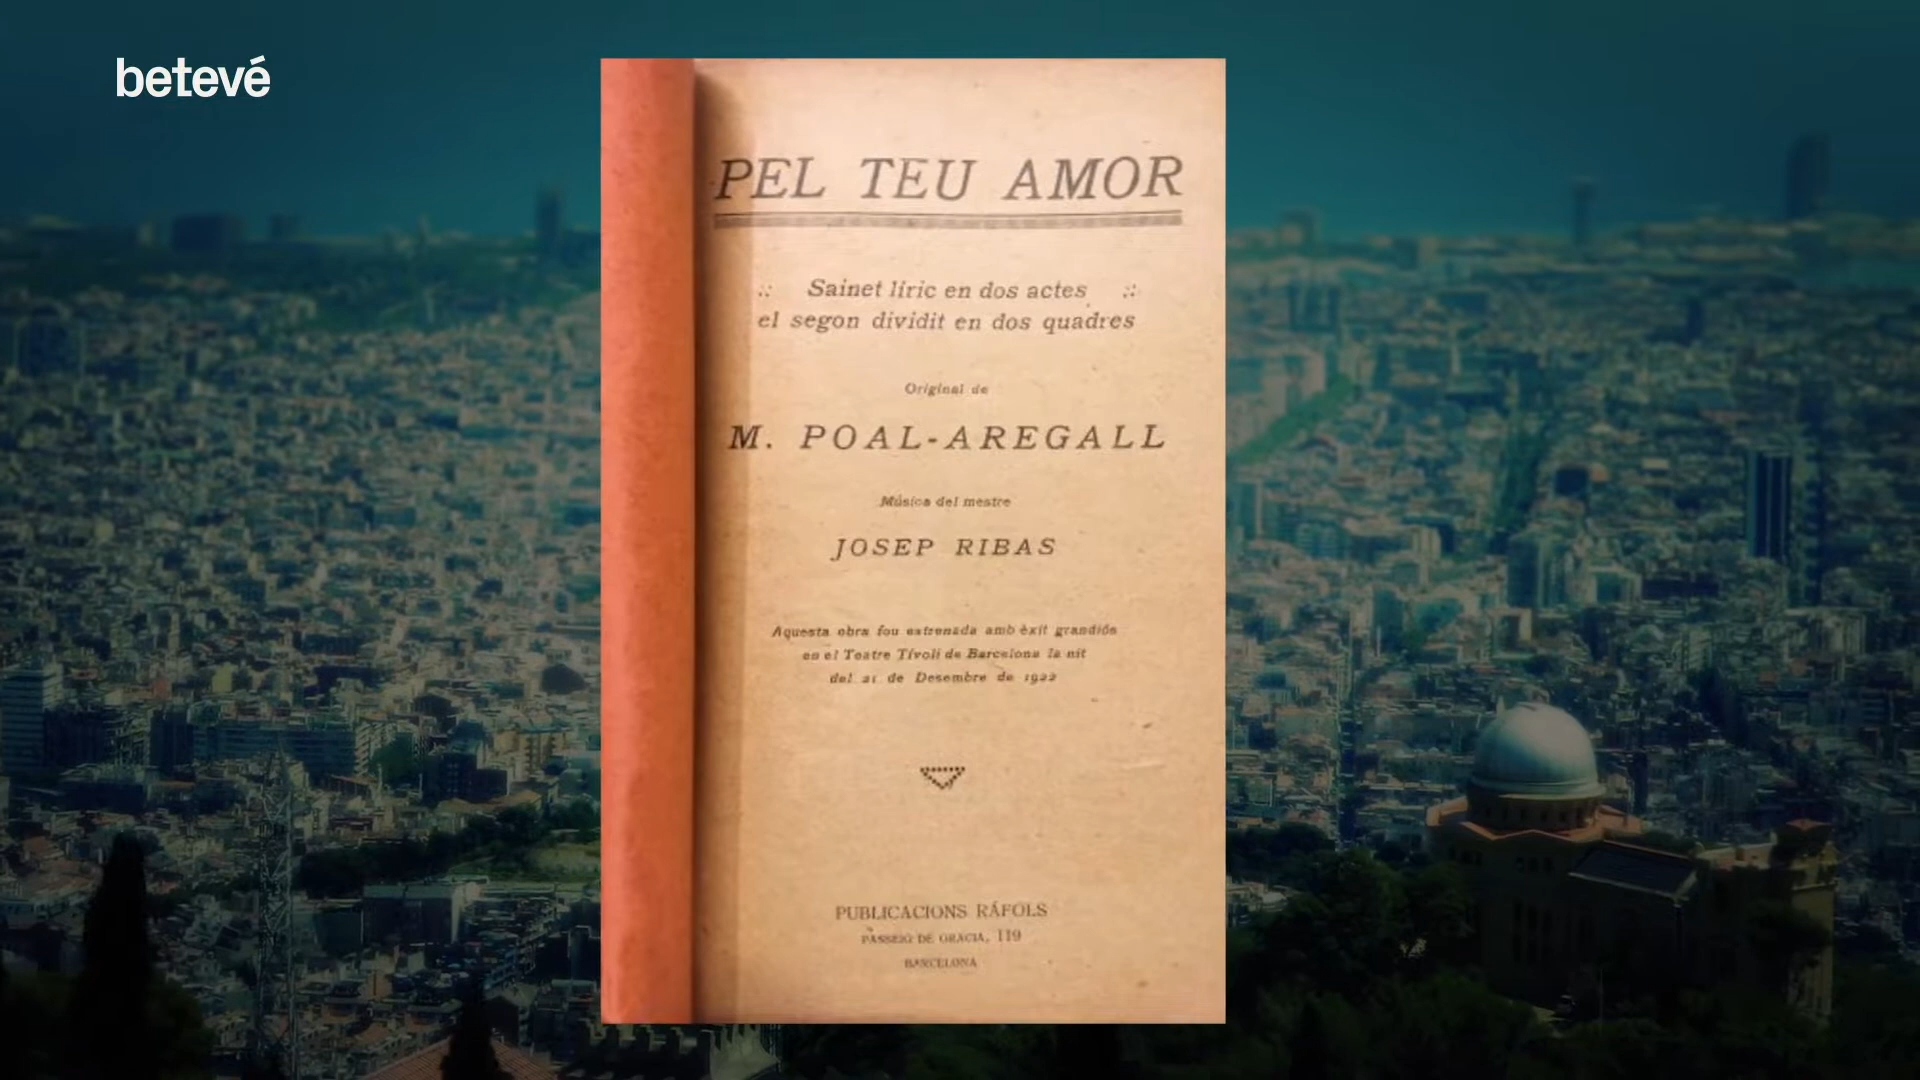 betevé
PEL TEU AMOR
.:: Sainet líric en dos actes ::.
el segon dividit en dos quadres
Original de
M. POAL-AREGALL
Música del mestre
JOSEP RIBAS
Aquesta obra fou estrenada amb èxit grandiós
en el Teatre Tívoli de Barcelona la nit
del 21 de Desembre de 1922
PUBLICACIONS RÁFOLS
PASSEIG DE GRACIA, 119
BARCELONA